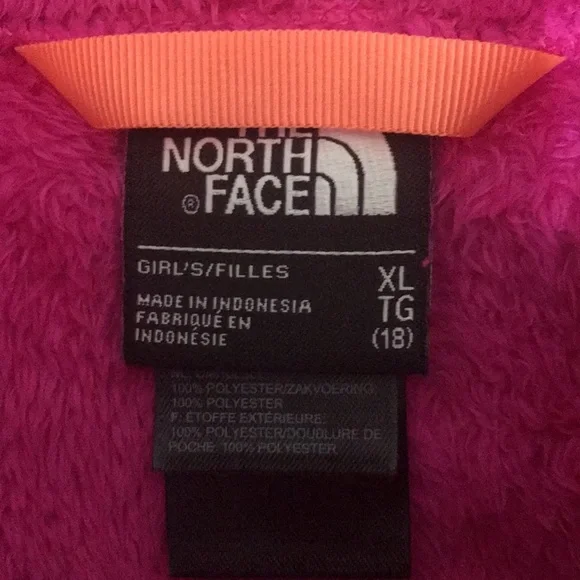 THE
NORTH
® FACE
GIRL'S/FILLES
MADE IN INDONESIA
FABRIQUÉ EN
INDONÉSIE
XL
TG
(18)
100% POLYESTER/ZAKVOERING
100% POLYESTER
F: ÉTOFFE EXTÉRIEURE:
100% POLYESTER/DOUBLURE DE
POCHE: 100% POLYESTER